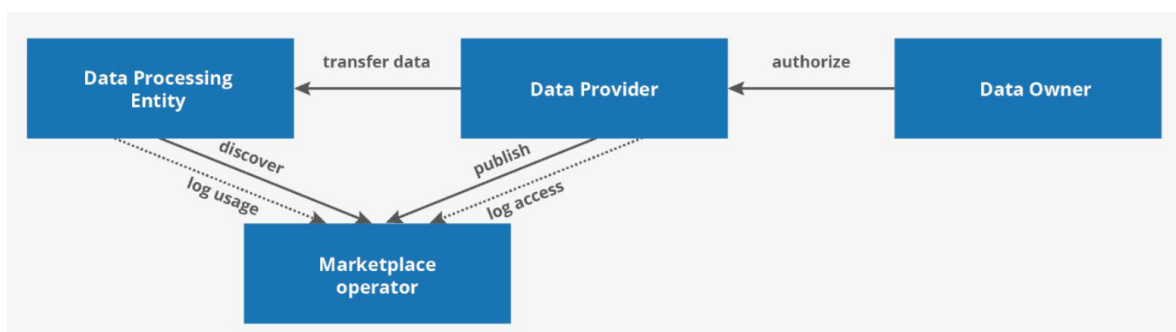 transfer data
authorize
Data Processing
Entity
Data Provider
Data Owner
discover
log usage
publish
log access
Marketplace
operator